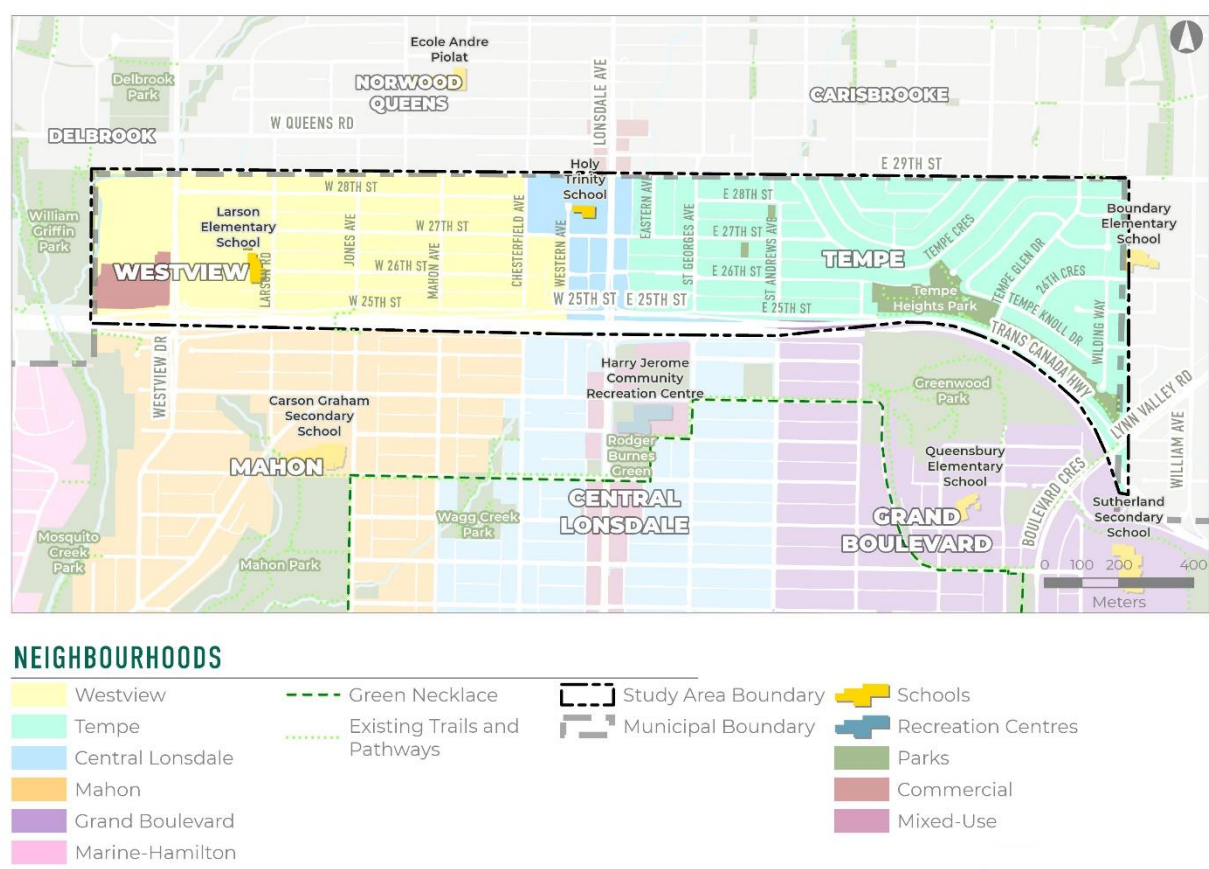 Ecole Andre
Piolat
Delbrook
Park
NORWOOD
QUEENS
LONSDALE AVE
CARISBROOKE
W QUEENS RD
DELBROOK
E 29TH ST
Holy
Trinity
School
W 28TH ST
E 28TH ST
EASTERN AVE
William
Griffin
Park
Larson
Elementary
School
Boundary
Elementary
School
JONES AVE
W 27TH ST
MAHON AVE
CHESTERFIELD AVE
WESTERN AVE
ST GEORGES AVE
E 27TH ST
ST ANDREWS AVE
TEMPE CRES
TEMPE GLEN DR
TEMPE
WESTVIEW
LARSON RD
W 26TH ST
E 26TH ST
26TH CRES
Tempe
Heights Park
W 25TH ST
W 25TH ST
E 25TH ST
E 25TH ST
TEMPE KNOLL DR
WILDING WAY
TRANS CANADA HWY
WESTVIEW DR
Harry Jerome
Community
Recreation Centre
Greenwood
Park
LYNN VALLEY RD
WILLIAM AVE
Carson Graham
Secondary
School
Rodger
Burnes
Green
Queensbury
Elementary
School
BOULEVARD CRES
MAHON
CENTRAL
LONSDALE
Sutherland
Secondary
School
GRAND
BOULEVARD
Wagg Creek
Park
Mosquito
Creek
Park
Mahon Park
0 100 200 400
Meters
NEIGHBOURHOODS
Westview
Tempe
Central Lonsdale
Mahon
Grand Boulevard
Marine-Hamilton
Green Necklace
Existing Trails and
Pathways
Study Area Boundary
Municipal Boundary
Schools
Recreation Centres
Parks
Commercial
Mixed-Use